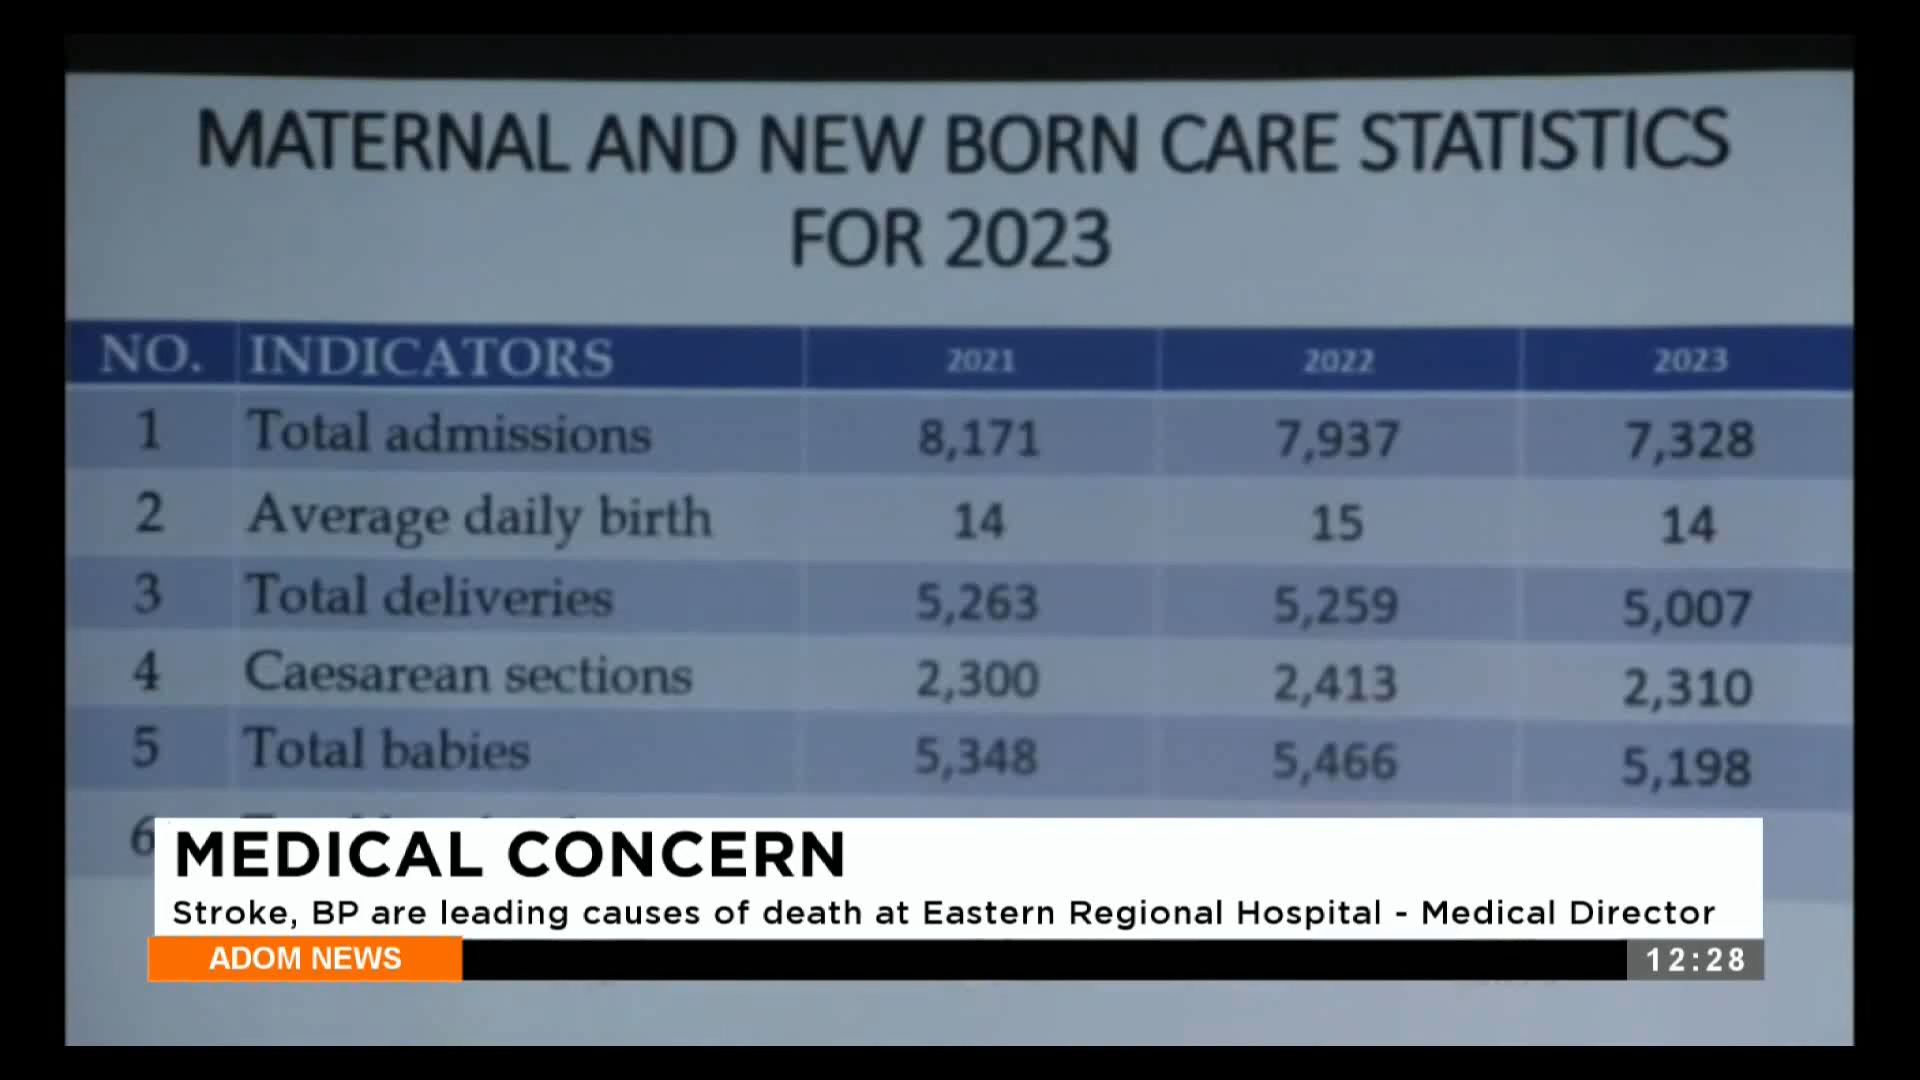 MATERNAL AND NEW BORN CARE STATISTICS
FOR 2023
NO. INDICATORS 2021 2022 2023
1 Total admissions 8,171 7,937 7,328
2 Average daily birth 14 15 14
3 Total deliveries 5,263 5,259 5,007
4 Caesarean sections 2,300 2,413 2,310
5 Total babies 5,348 5,466 5,198
6
MEDICAL CONCERN
Stroke, BP are leading causes of death at Eastern Regional Hospital - Medical Director
ADOM NEWS 12:28